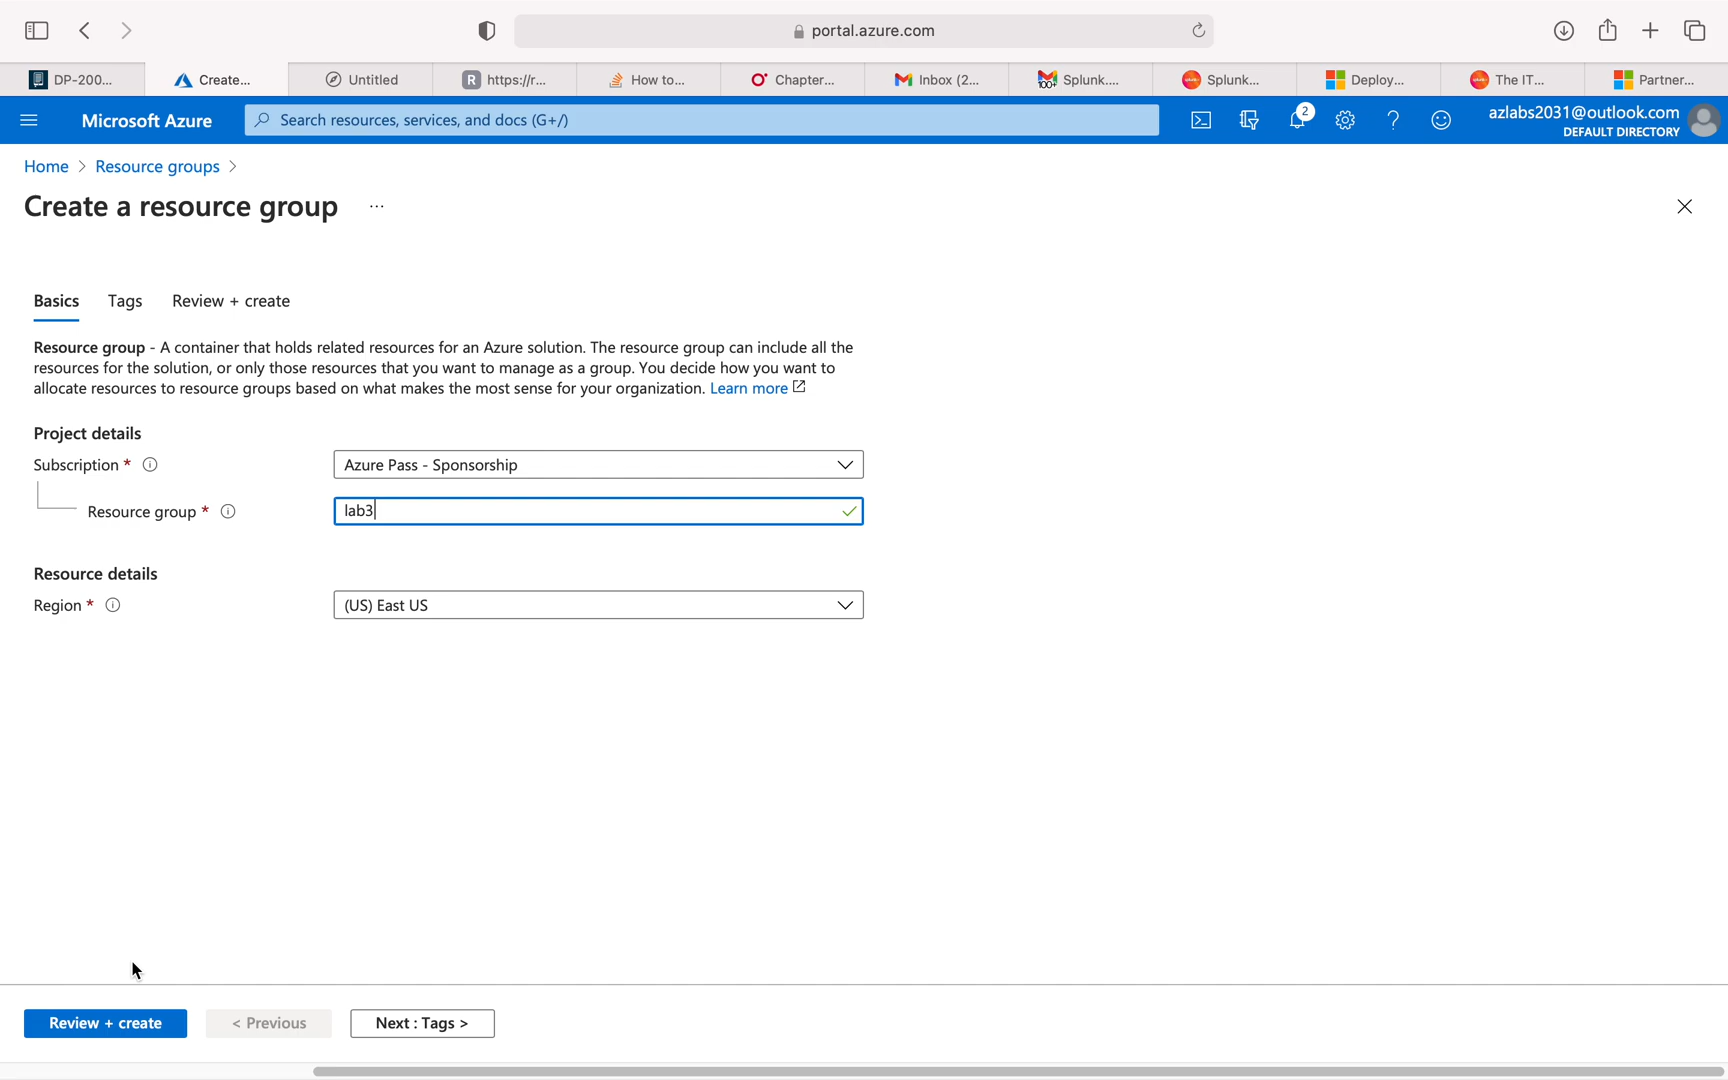 portal.azure.com
DP-200...
Create...
Untitled
R
https://r...
How to...
Chapter...
Inbox (2...
100+
Splunk....
Splunk...
Deploy...
The IT...
Partner...
Microsoft Azure
Search resources, services, and docs (G+/)
2
azlabs2031@outlook.com
DEFAULT DIRECTORY
Home > Resource groups >
Create a resource group ...
Basics
Tags
Review + create
Resource group - A container that holds related resources for an Azure solution. The resource group can include all the
resources for the solution, or only those resources that you want to manage as a group. You decide how you want to
allocate resources to resource groups based on what makes the most sense for your organization. Learn more
Project details
Subscription *
Azure Pass - Sponsorship
Resource group *
lab3
Resource details
Region *
(US) East US
Review + create
< Previous
Next : Tags >